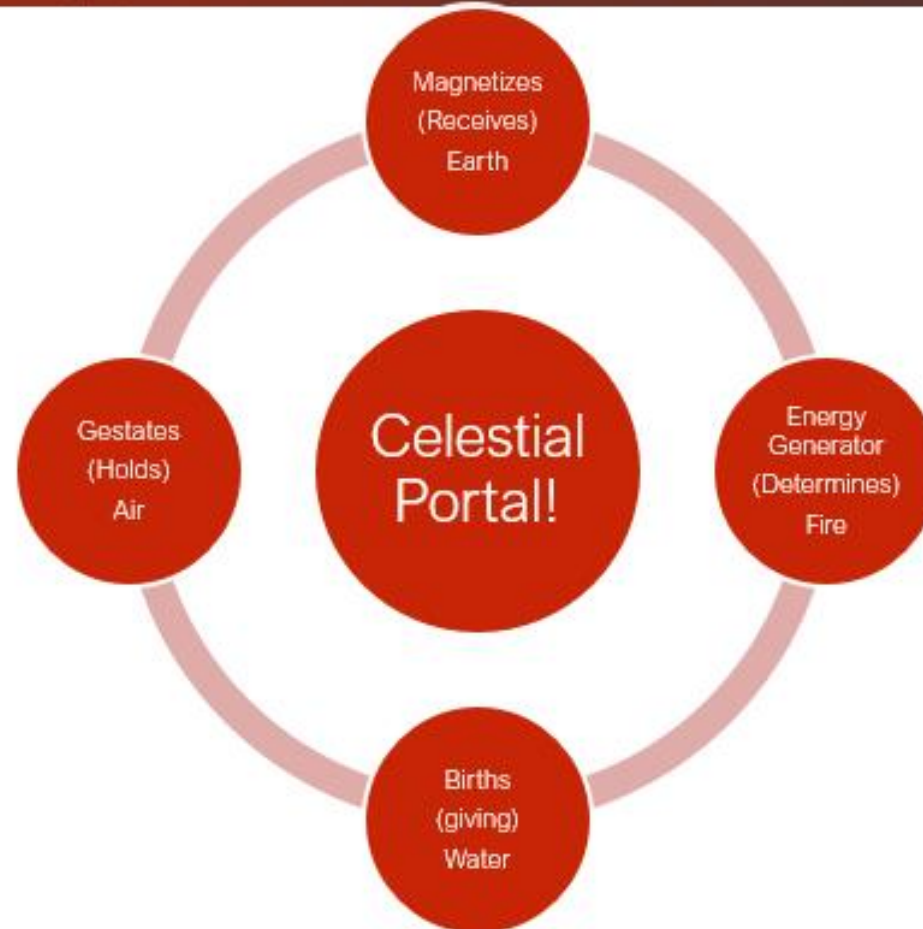 Magnetizes
(Receives)
Earth
Gestates
(Holds)
Air
Celestial
Portal!
Energy
Generator
(Determines)
Fire
Births
(giving)
Water